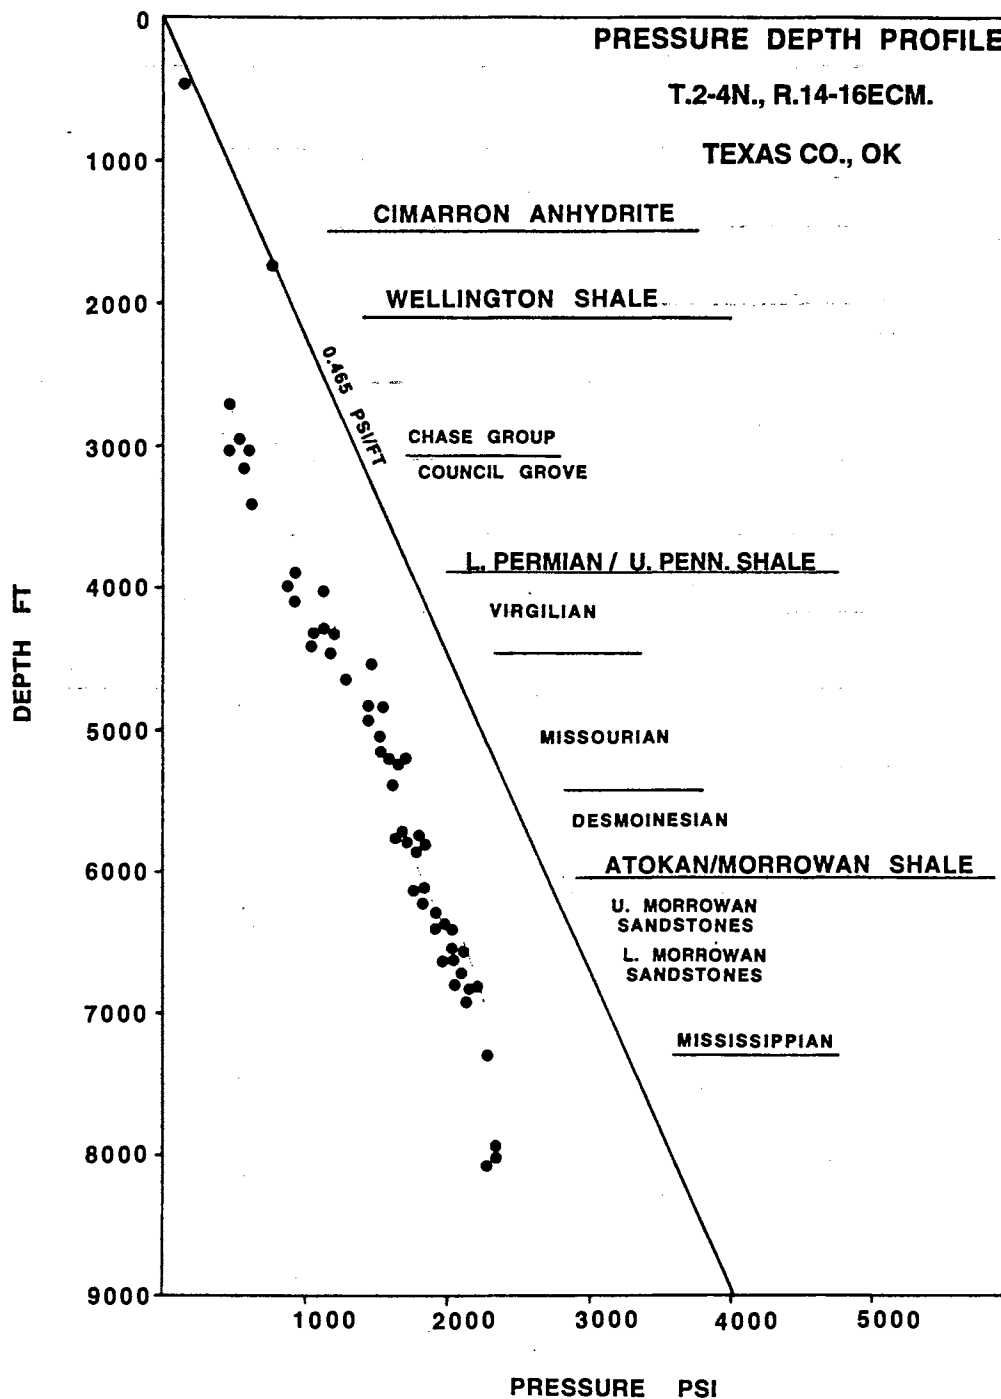 PRESSURE DEPTH PROFILE
T.2-4N., R.14-16ECM.
TEXAS CO., OK
0
1000
2000
3000
4000
5000
6000
7000
8000
9000
DEPTH FT
CIMARRON ANHYDRITE
WELLINGTON SHALE
0.465 PSI/FT
CHASE GROUP
COUNCIL GROVE
L. PERMIAN / U. PENN. SHALE
VIRGILIAN
MISSOURIAN
DESMOINESIAN
ATOKAN/MORROWAN SHALE
U. MORROWAN
SANDSTONES
L. MORROWAN
SANDSTONES
MISSISSIPPIAN
1000 2000 3000 4000 5000
PRESSURE PSI